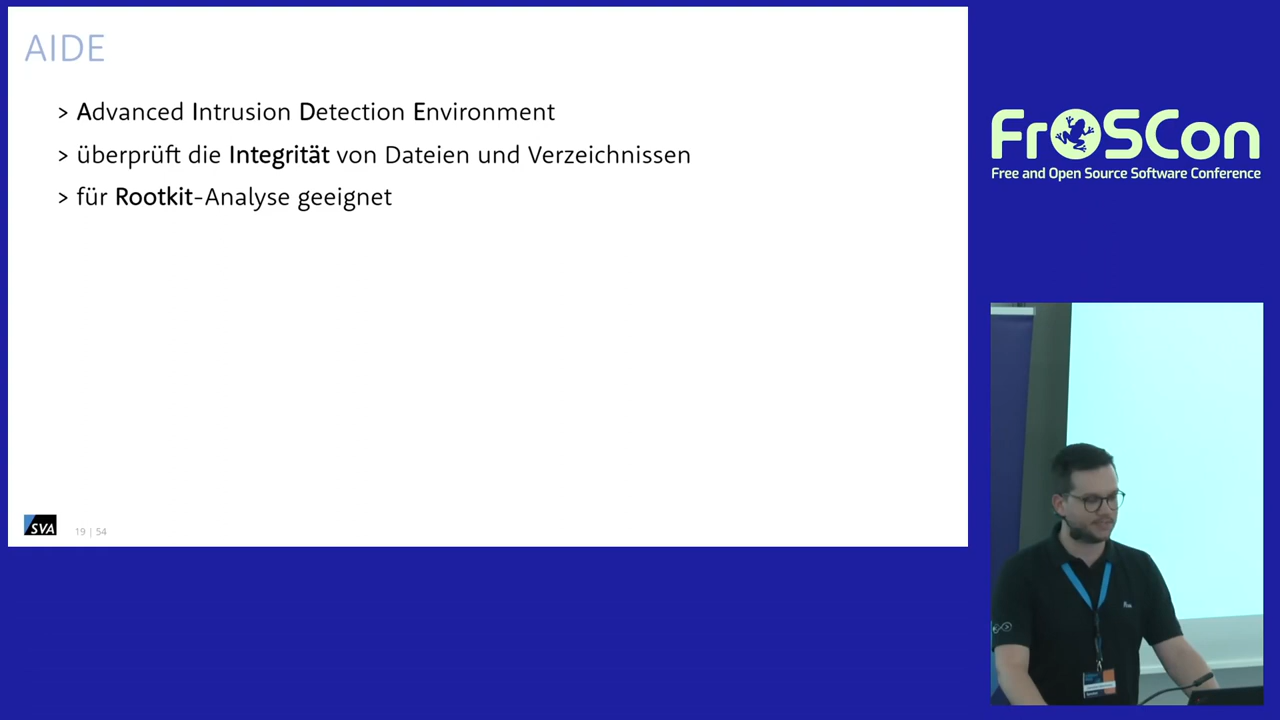 AIDE
> Advanced Intrusion Detection Environment
> überprüft die Integrität von Dateien und Verzeichnissen
> für Rootkit-Analyse geeignet
SVA
19 | 54
FrOSCon
Free and Open Source Software Conference